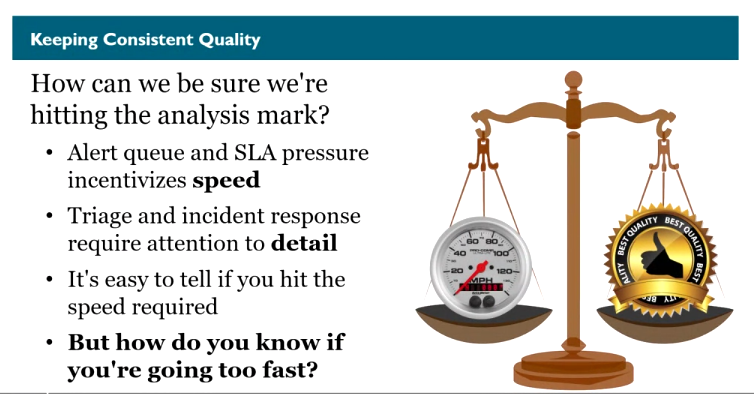 Keeping Consistent Quality
How can we be sure we're
hitting the analysis mark?
• Alert queue and SLA pressure
incentivizes speed
• Triage and incident response
require attention to detail
• It's easy to tell if you hit the
speed required
• But how do you know if
you're going too fast?
60 80
40 100
20 120
MPH
BEST QUALITY BEST QUALITY BEST